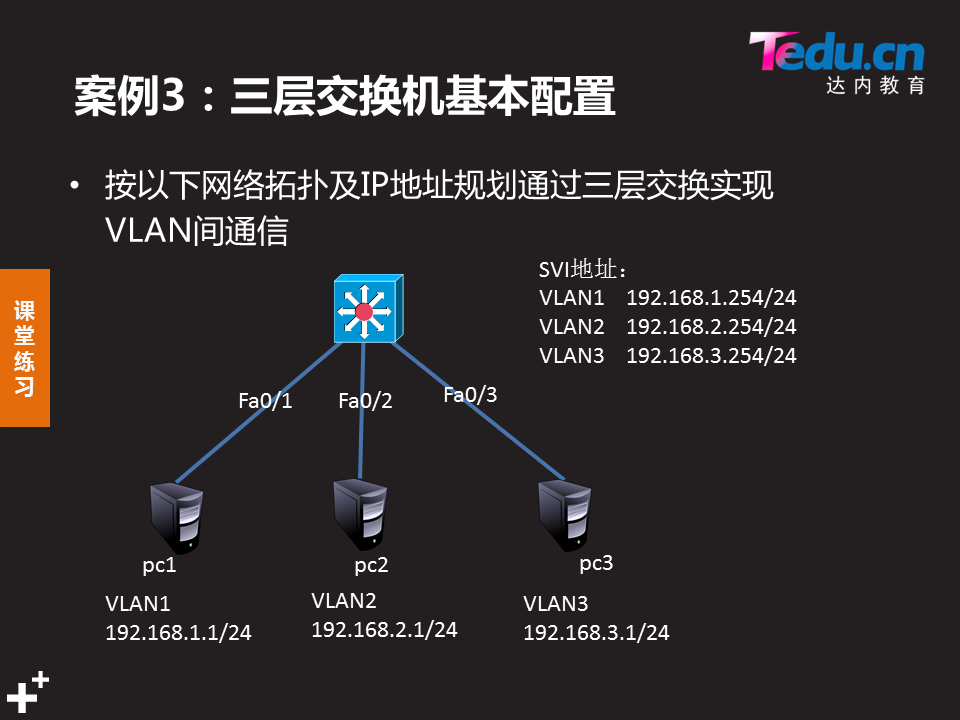 Tedu.cn
达内教育
案例3：三层交换机基本配置
• 按以下网络拓扑及IP地址规划通过三层交换实现
VLAN间通信
课堂练习
SVI地址：
VLAN1 192.168.1.254/24
VLAN2 192.168.2.254/24
VLAN3 192.168.3.254/24
Fa0/1 Fa0/2 Fa0/3
pc1 pc2 pc3
VLAN1
192.168.1.1/24
VLAN2
192.168.2.1/24
VLAN3
192.168.3.1/24